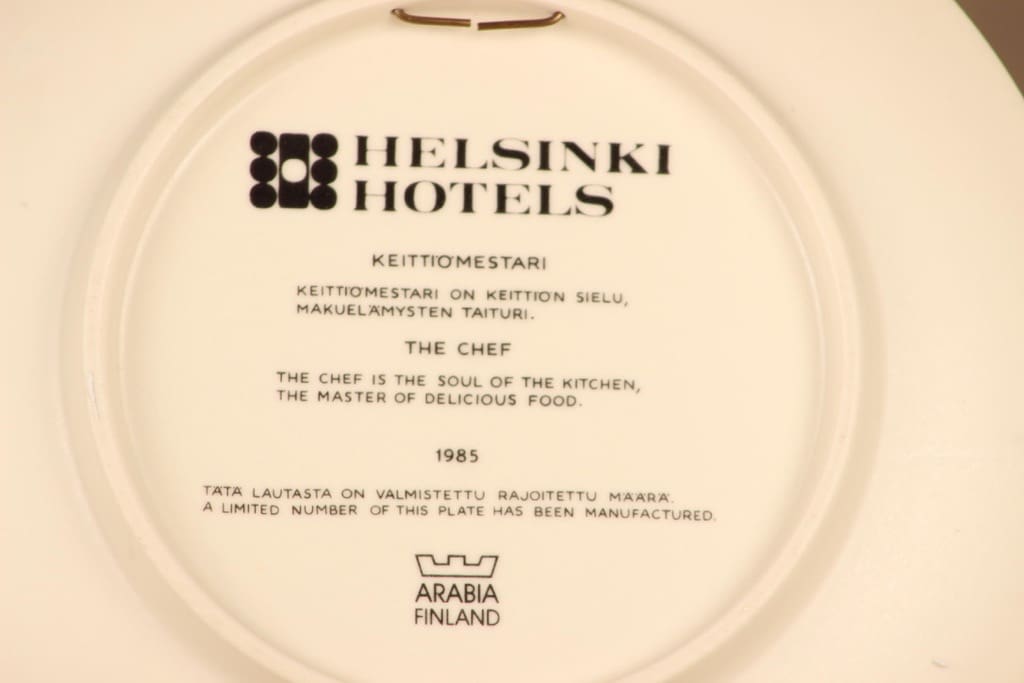 HELSINKI
HOTELS
KEITTIÖMESTARI
KEITTIÖMESTARI ON KEITTIÖN SIELU,
MAKUELÄMYSTEN TAITURI.
THE CHEF
THE CHEF IS THE SOUL OF THE KITCHEN,
THE MASTER OF DELICIOUS FOOD.
1985
TÄTÄ LAUTASTA ON VALMISTETTU RAJOITETTU MÄÄRÄ.
A LIMITED NUMBER OF THIS PLATE HAS BEEN MANUFACTURED.
ARABIA
FINLAND